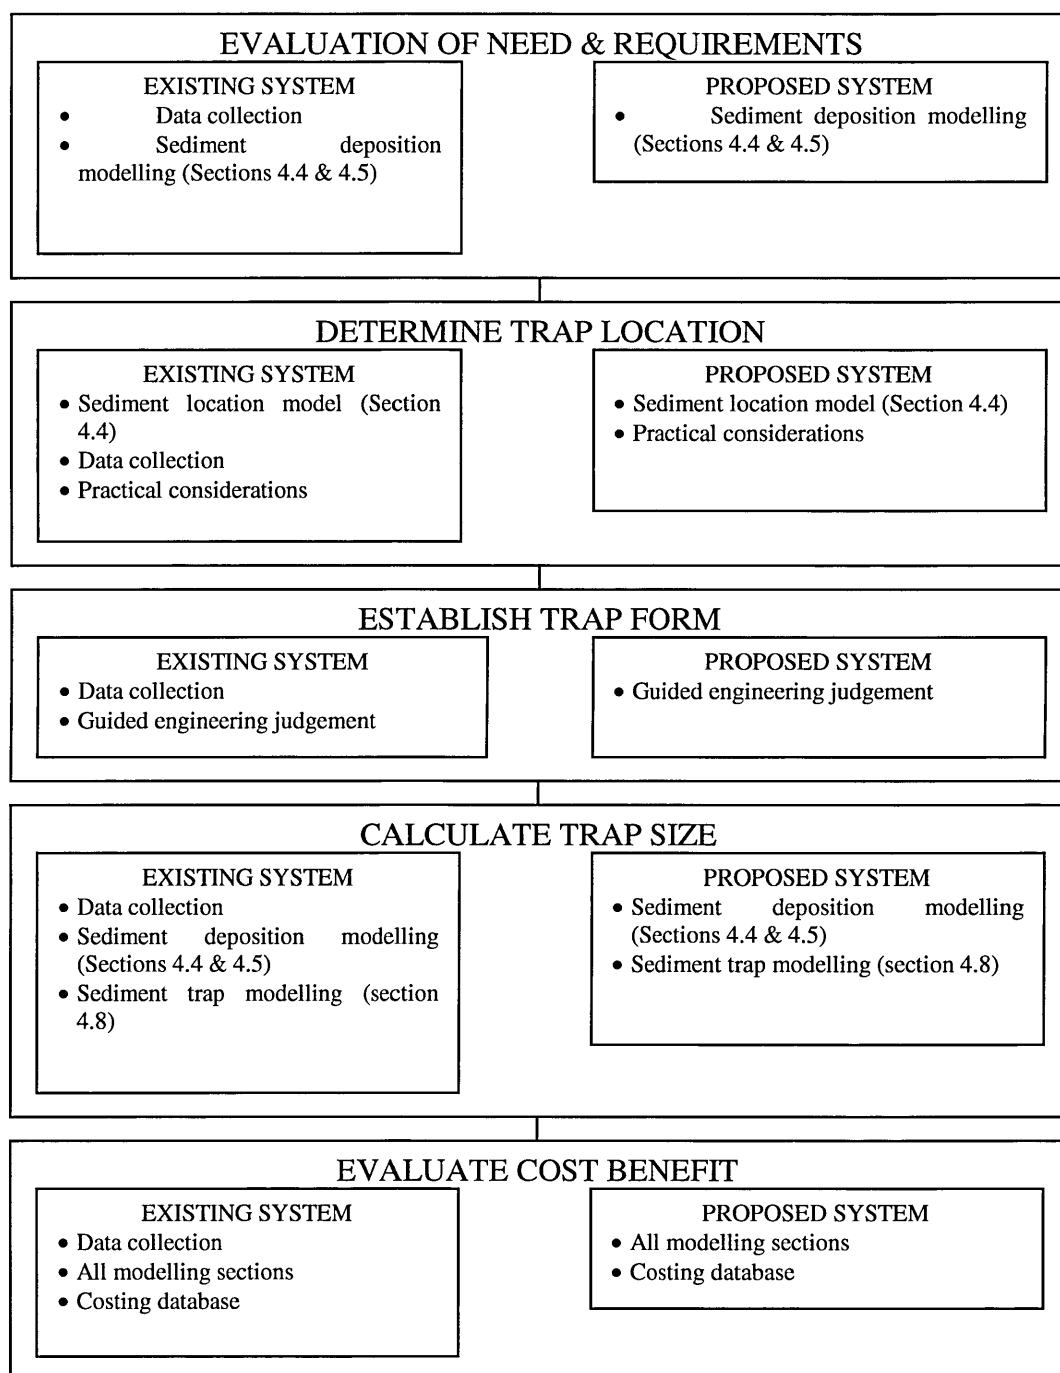 EVALUATION OF NEED & REQUIREMENTS
EXISTING SYSTEM
• Data collection
• Sediment deposition
modelling (Sections 4.4 & 4.5)
PROPOSED SYSTEM
• Sediment deposition modelling
(Sections 4.4 & 4.5)
DETERMINE TRAP LOCATION
EXISTING SYSTEM
• Sediment location model (Section
4.4)
• Data collection
• Practical considerations
PROPOSED SYSTEM
• Sediment location model (Section 4.4)
• Practical considerations
ESTABLISH TRAP FORM
EXISTING SYSTEM
• Data collection
• Guided engineering judgement
PROPOSED SYSTEM
• Guided engineering judgement
CALCULATE TRAP SIZE
EXISTING SYSTEM
• Data collection
• Sediment deposition modelling
(Sections 4.4 & 4.5)
• Sediment trap modelling (section
4.8)
PROPOSED SYSTEM
• Sediment deposition modelling
(Sections 4.4 & 4.5)
• Sediment trap modelling (section 4.8)
EVALUATE COST BENEFIT
EXISTING SYSTEM
• Data collection
• All modelling sections
• Costing database
PROPOSED SYSTEM
• All modelling sections
• Costing database